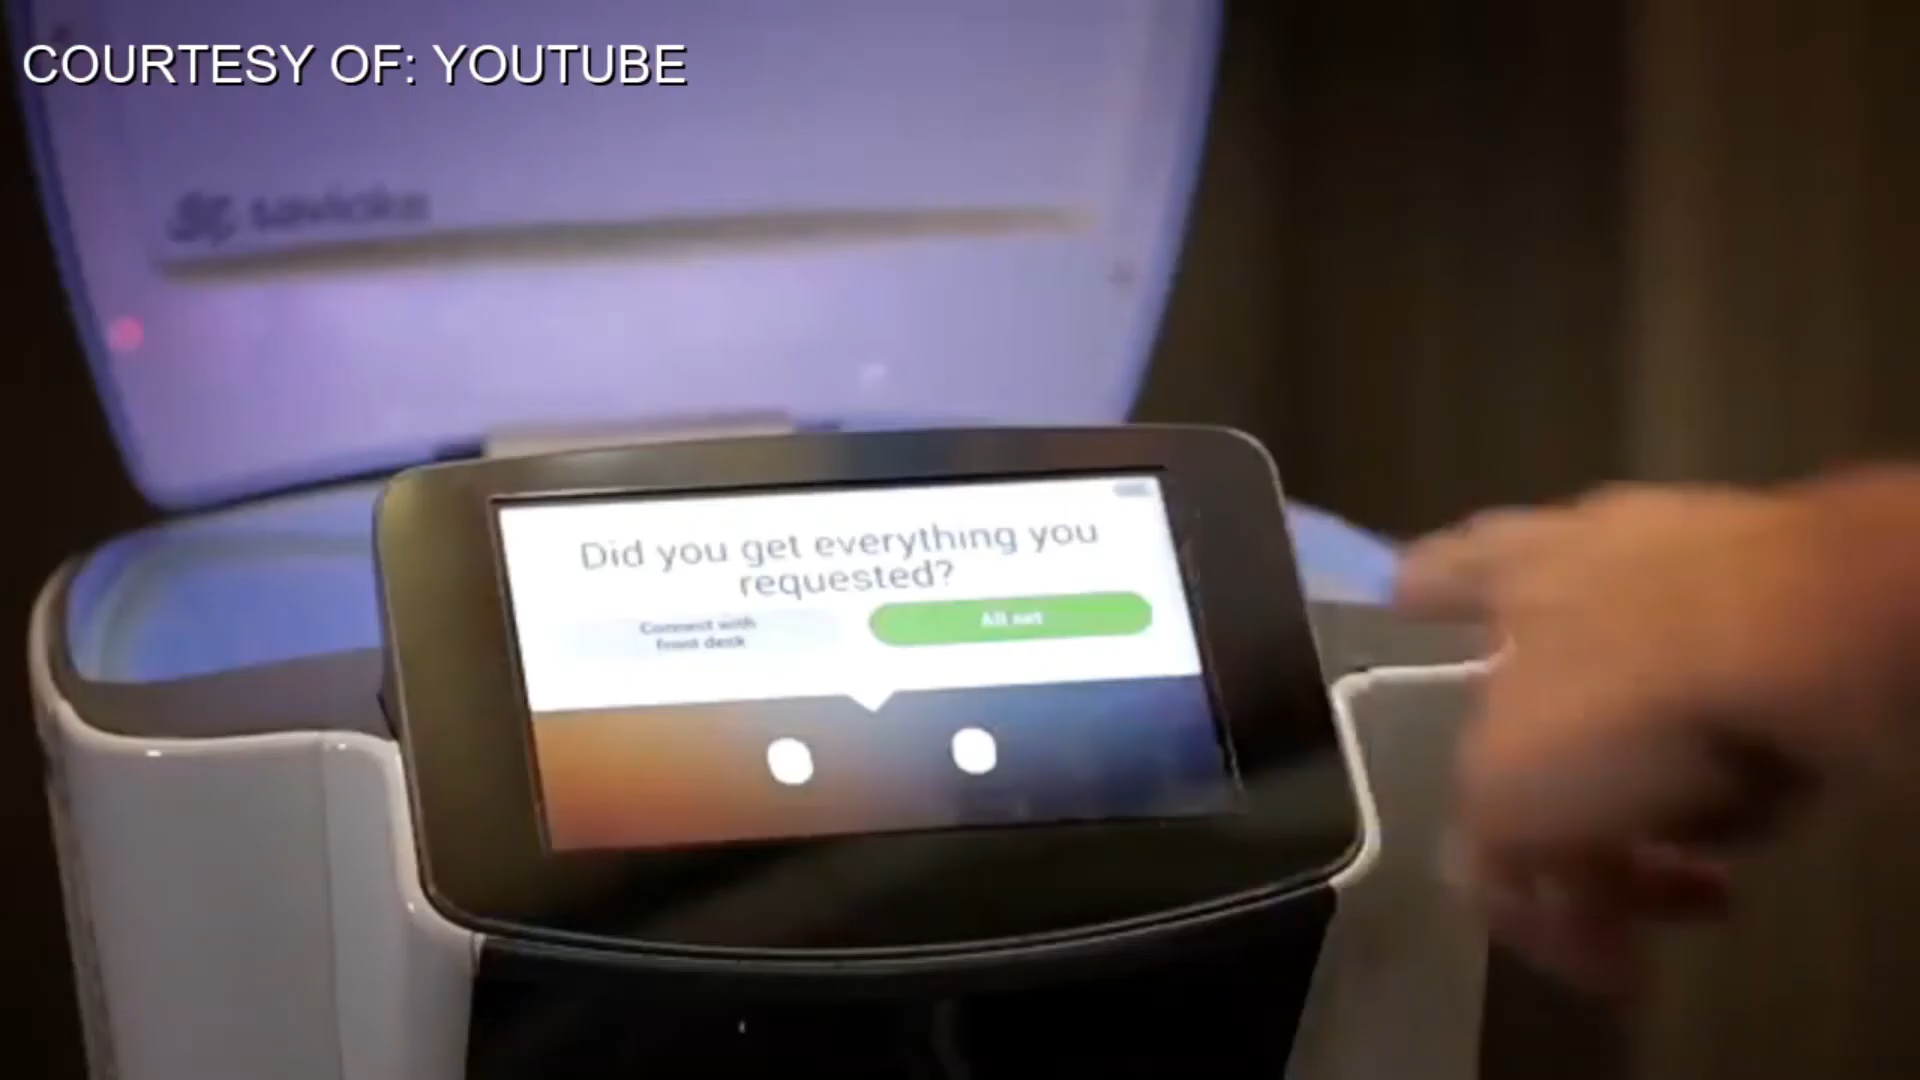 COURTESY OF: YOUTUBE
savioke
Did you get everything you
requested?
Connect with
front desk
All set